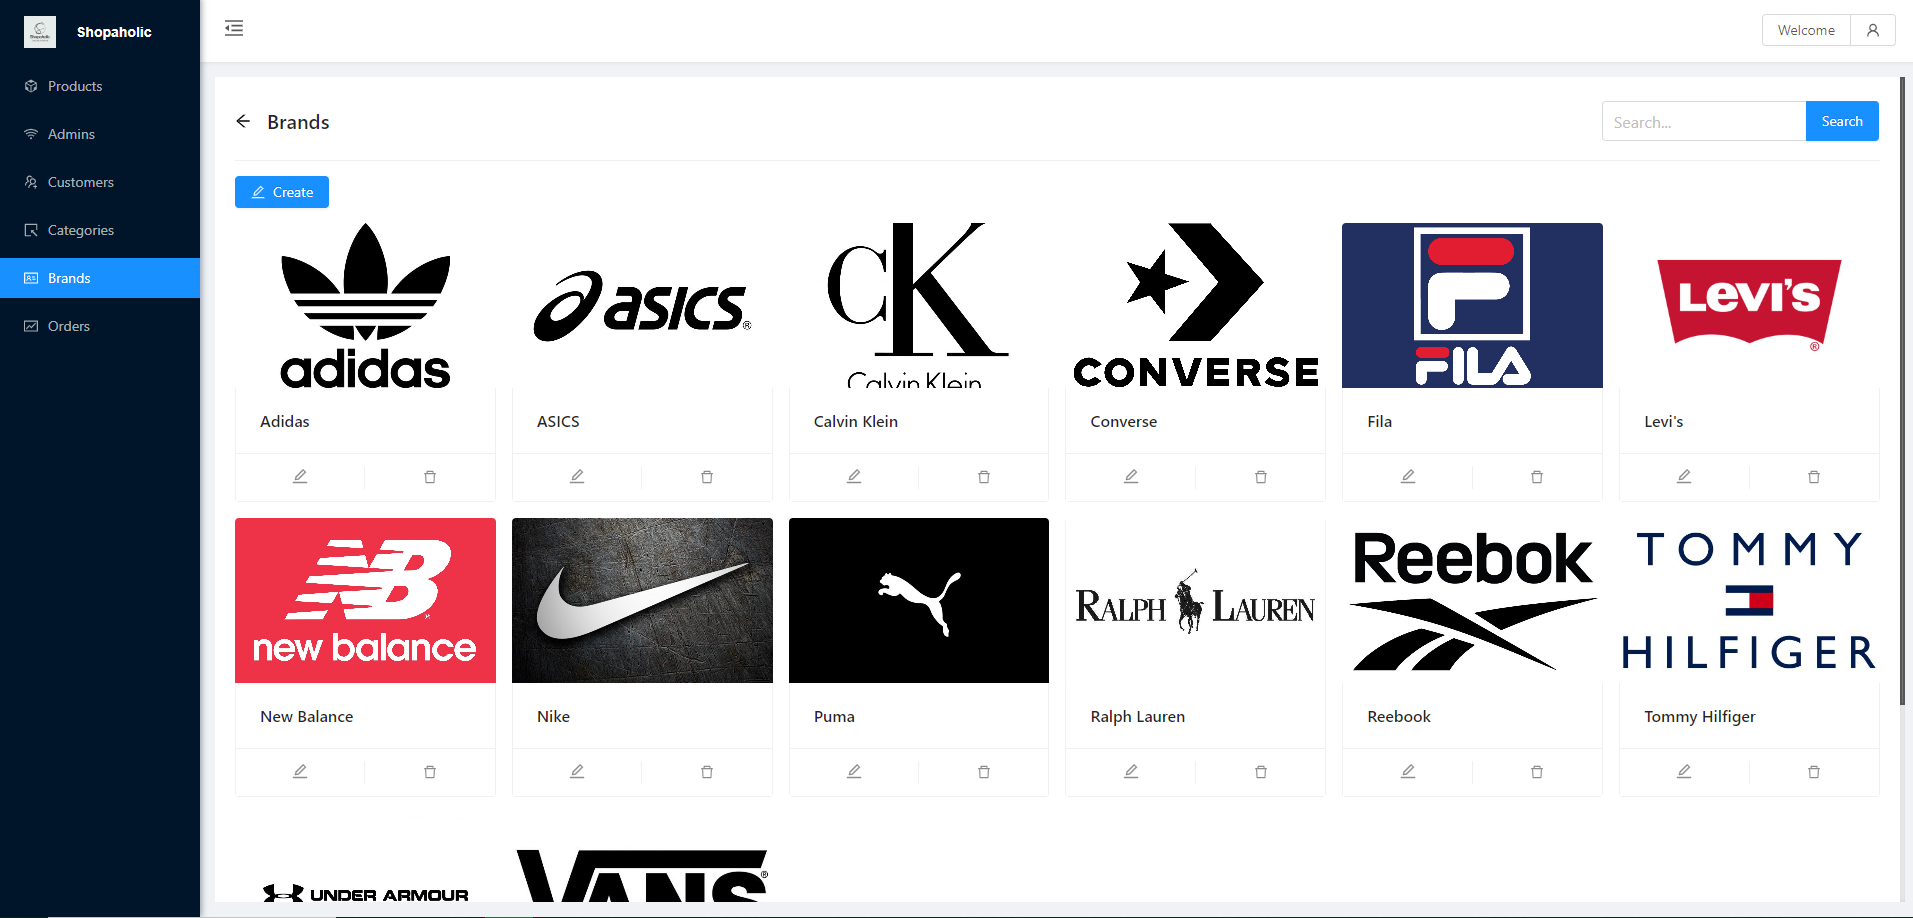 Shopaholic
Welcome
Products
Admins
Customers
Categories
Brands
Orders
Brands
Search...
Search
Create
adidas
asics®
CK
Calvin Klein
CONVERSE
FILA
Levi's®
Adidas
ASICS
Calvin Klein
Converse
Fila
Levi's
NB
new balance
RALPH LAUREN
Reebok
TOMMY
HILFIGER
New Balance
Nike
Puma
Ralph Lauren
Reebook
Tommy Hilfiger
UNDER ARMOUR
VANS®